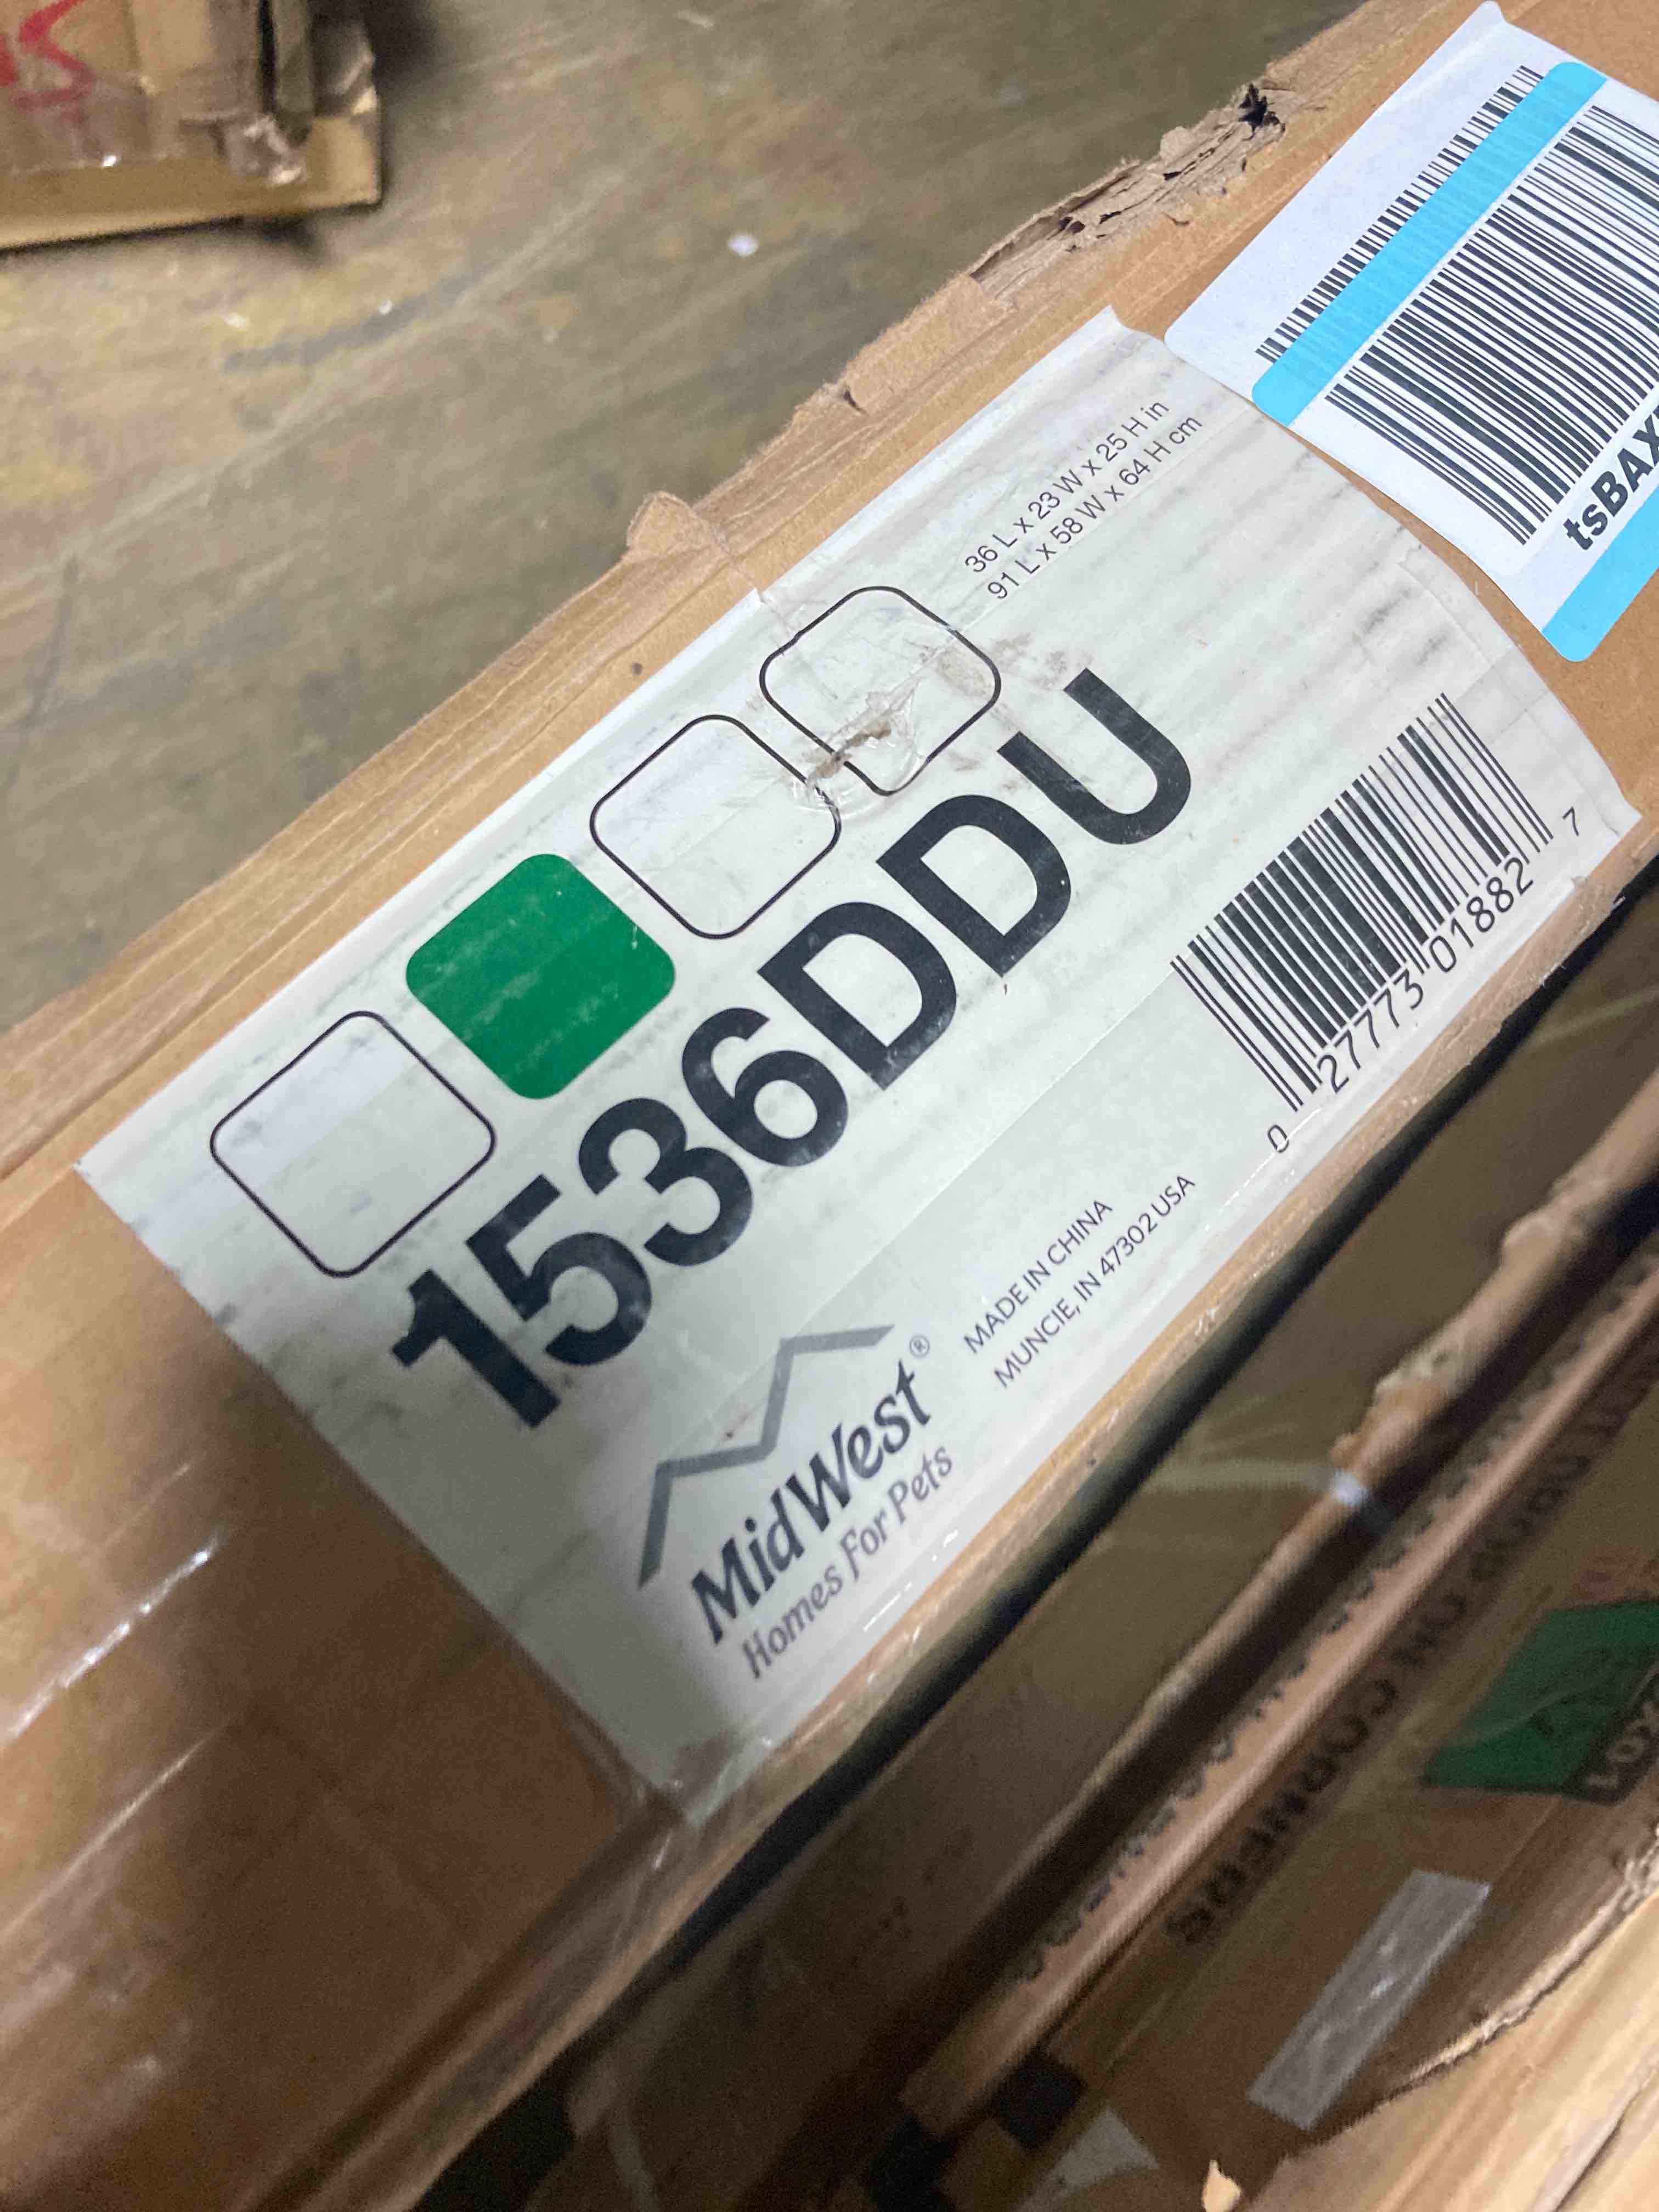 36 L x 23 W x 25 H in
91 L x 58 W x 64 H cm
tsBAX
1536DDU
0 27773 01882 7
MidWest®
Homes For Pets
MADE IN CHINA
MUNCIE, IN 47302 USA